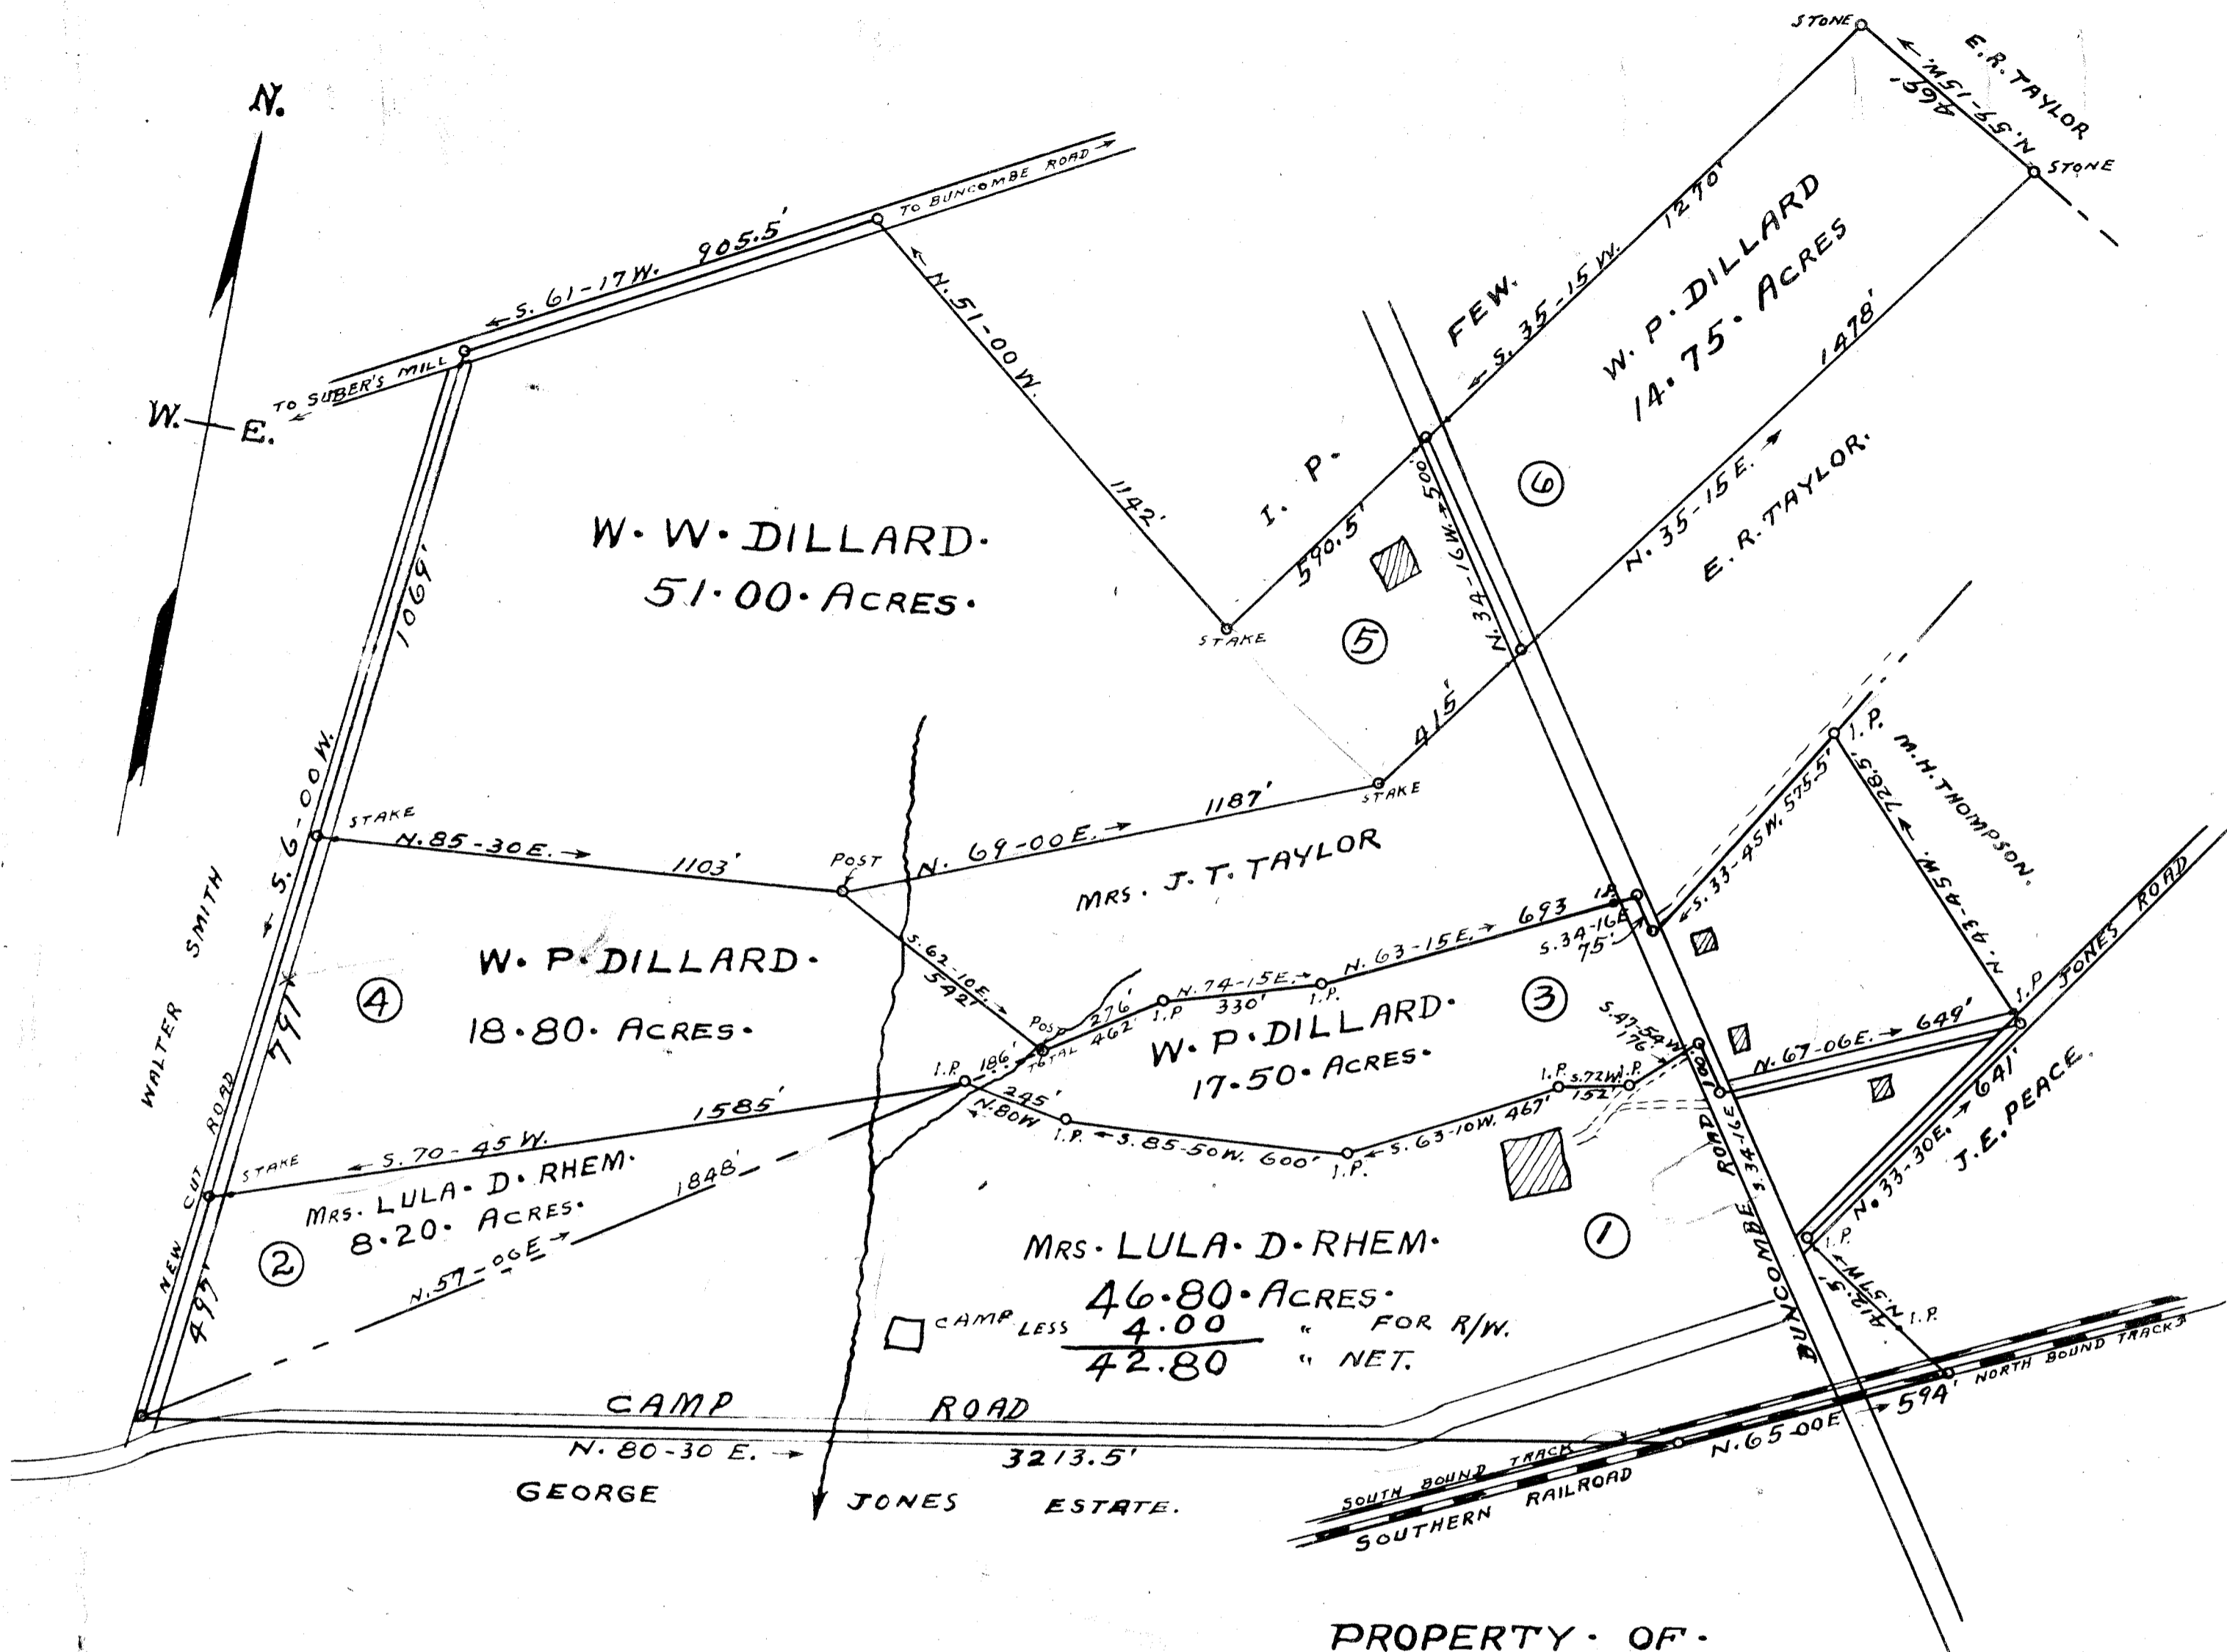 N.
W. E.
STONE
E.R. TAYLOR
N. 59-15 W.
469'
STONE
TO BUNCOMBE ROAD
S. 61-17 W. 905.5'
TO SUBER'S MILL
N. 51-00 W.
1142'
FEW.
I. P.
S. 35-15 W. 1270'
W. P. DILLARD
14.75. ACRES
1478'
N. 35-15 E.
E. R. TAYLOR.
6
590.5'
N. 34-16 W. 500'
STAKE
5
415'
STAKE
W. W. DILLARD.
51.00. ACRES.
1069'
S. 6-00 W.
STAKE
N. 85-30 E. 1103'
POST
N. 69-00 E. 1187'
MRS. J. T. TAYLOR
WALTER SMITH
W. P. DILLARD.
4
18.80. ACRES.
791'
S. 62-10 E.
542'
POST
276'
186'
TOTAL 462'
I.P.
N. 74-15 E.
330'
I.P.
N. 63-15 E. 693
I.P.
S. 34-16 E
75'
S. 33-45 W. 575.5'
I.P.
M. H. THOMPSON.
728.5'
N. 43-45 W.
I.P.
JONES ROAD
3
W. P. DILLARD.
17.50. ACRES.
S. 47-54 W.
176'
100'
N. 67-06 E. 649'
641'
N. 33-30 E.
J. E. PEACE.
I.P.
245'
N. 80 W
I.P.
S. 85-50 W. 600'
I.P.
S. 63-10 W. 467'
I.P.
S. 72 W.
152'
I.P.
BUNCOMBE ROAD
S. 34-16 E
1585'
S. 70-45 W.
STAKE
MRS. LULA. D. RHEM.
8.20. ACRES.
2
NEW CUT ROAD
497'
N. 57-06 E
1848'
1
MRS. LULA. D. RHEM.
46.80. ACRES.
CAMP LESS 4.00 " FOR R/W.
42.80 " NET.
I.P.
N. 57 W
412.5'
I.P.
CAMP ROAD
N. 80-30 E. 3213.5'
GEORGE JONES ESTATE.
SOUTH BOUND TRACK
SOUTHERN RAILROAD
N. 65-00 E 594'
NORTH BOUND TRACK
PROPERTY. OF.